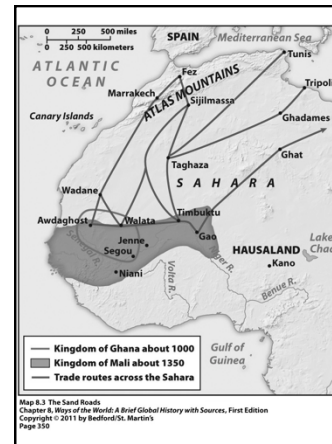 0 250 500 miles
0 250 500 kilometers
SPAIN
Mediterranean Sea
ATLANTIC
OCEAN
Tunis
Fez
Marrakech
ATLAS MOUNTAINS
Sijilmassa
Tripoli
Canary Islands
Ghadames
Ghat
Taghaza
SAHARA
Wadane
Awdaghost
Walata
Timbuktu
Senegal R.
Jenne
Gao
Segou
Niger R.
HAUSALAND
Lake
Chad
Niani
Kano
Volta R.
Benue R.
Gulf of
Guinea
Kingdom of Ghana about 1000
Kingdom of Mali about 1350
Trade routes across the Sahara
Map 8.3 The Sand Roads
Chapter 8, Ways of the World: A Brief Global History with Sources, First Edition
Copyright © 2011 by Bedford/St. Martin's
Page 350